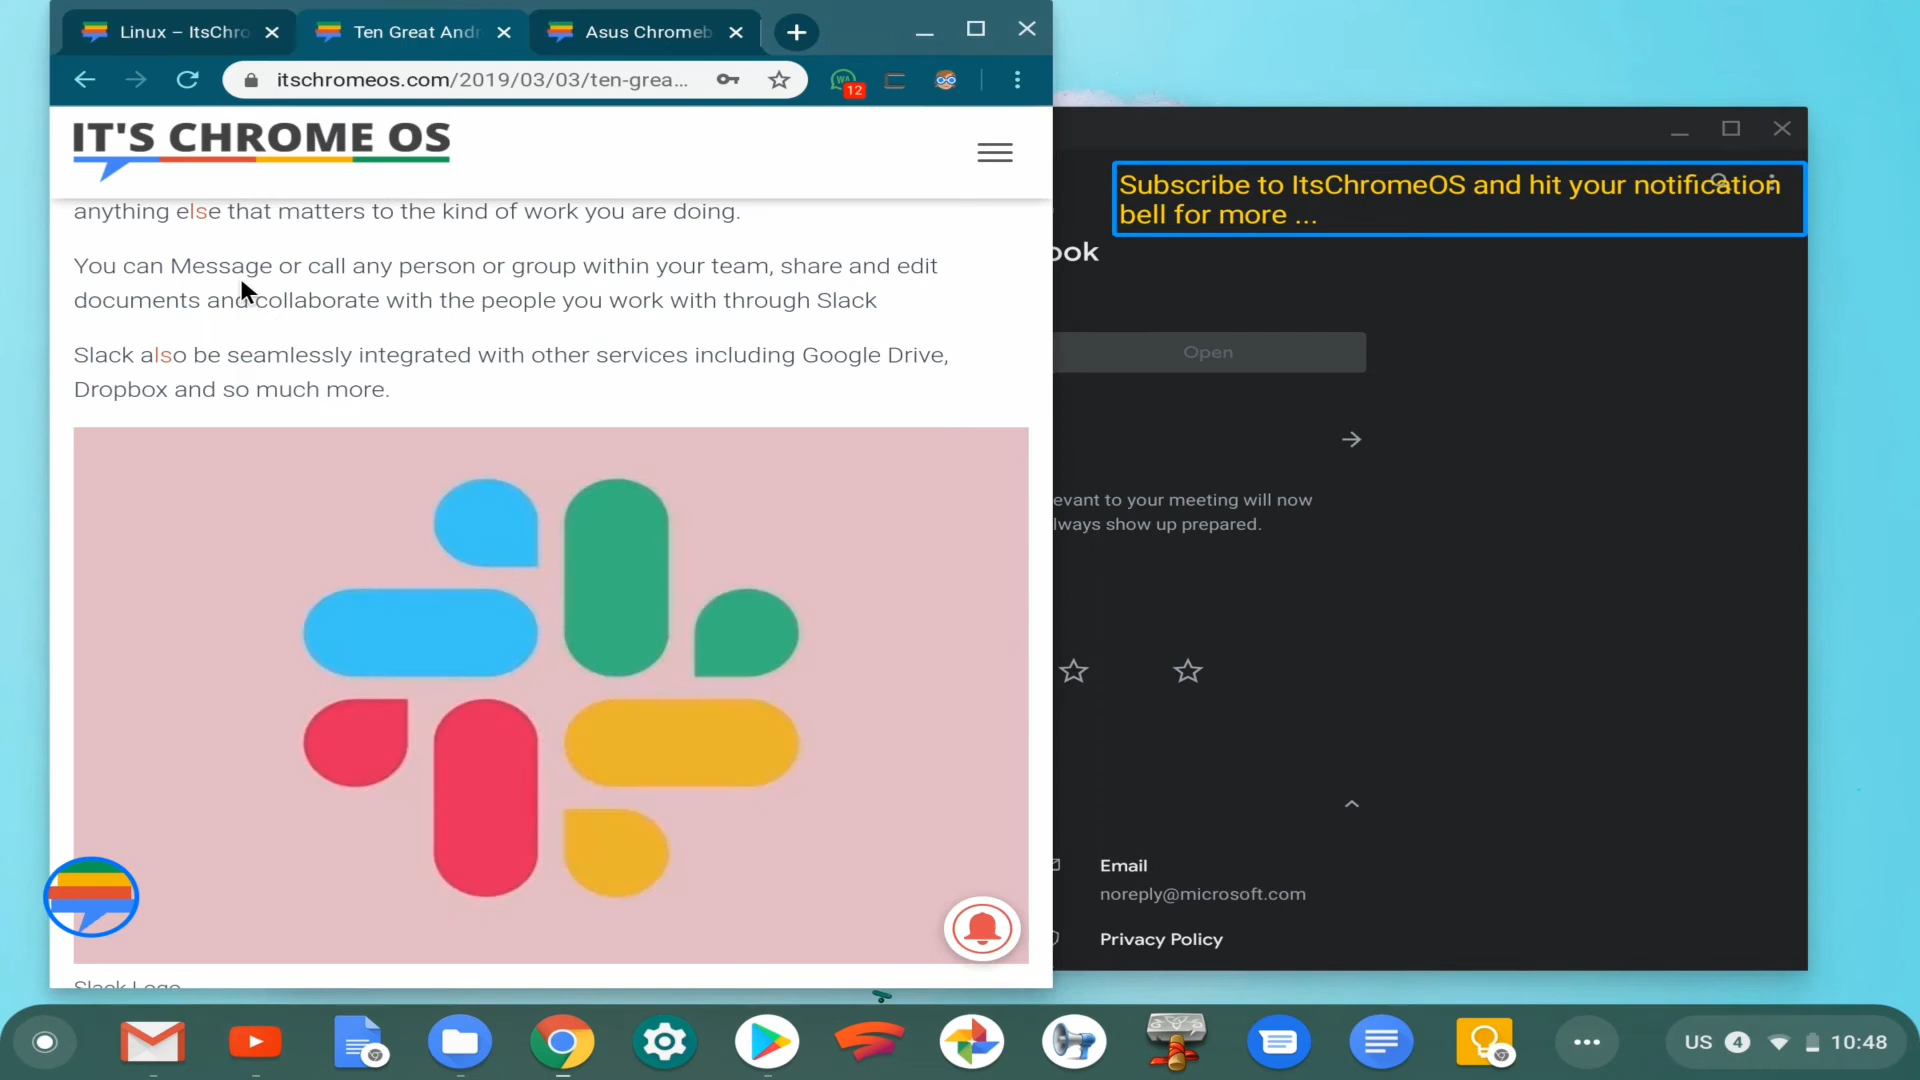 Linux – ItsChro
Ten Great Andr
Asus Chromeb
itschromeos.com/2019/03/03/ten-grea...
12
IT'S CHROME OS
anything else that matters to the kind of work you are doing.
You can Message or call any person or group within your team, share and edit
documents and collaborate with the people you work with through Slack
Slack also be seamlessly integrated with other services including Google Drive,
Dropbox and so much more.
Slack Logo
Subscribe to ItsChromeOS and hit your notification
bell for more ...
ook
Open
evant to your meeting will now
lways show up prepared.
Email
noreply@microsoft.com
Privacy Policy
US 4 10:48